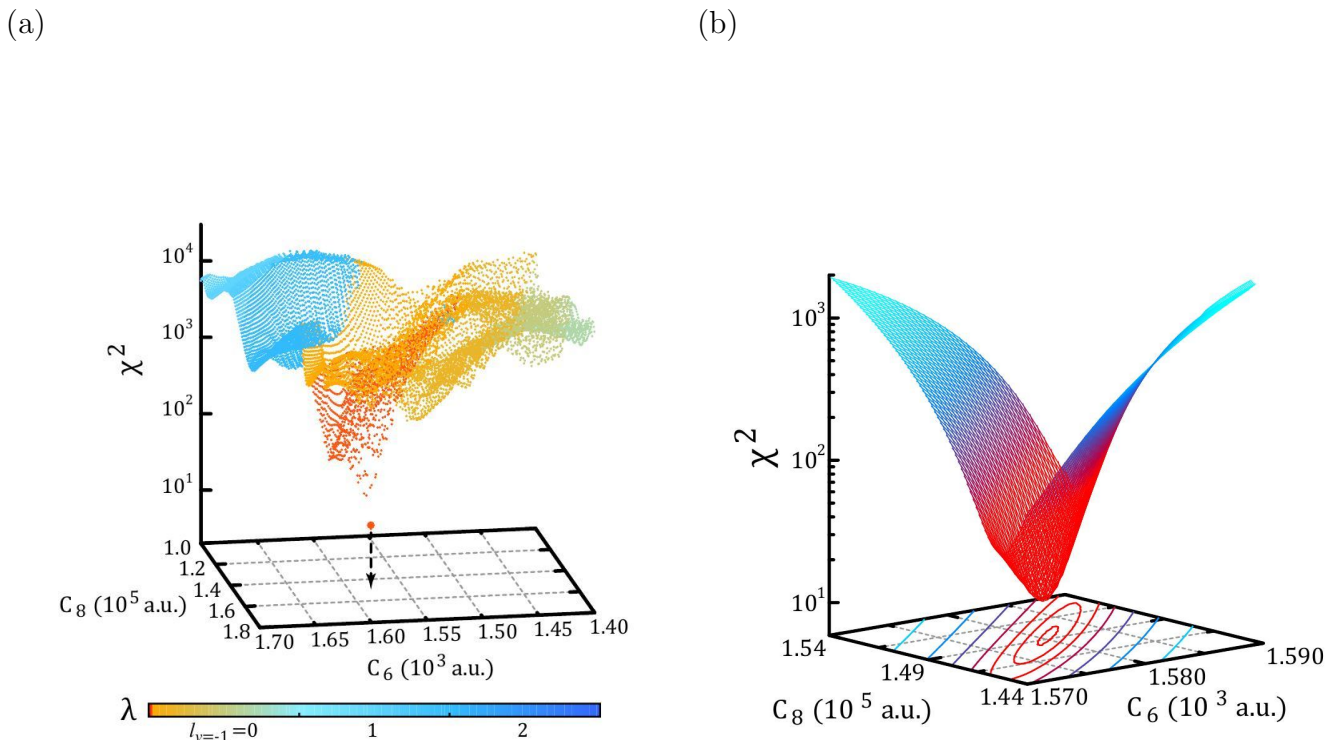 (a)
(b)
10^4
10^3
10^2
10^1
χ^2
1.0
1.2
1.4
1.6
1.8
C_8 (10^5 a.u.)
1.70
1.65
1.60
1.55
1.50
1.45
1.40
C_6 (10^3 a.u.)
λ
l_{v=-1}=0
1
2
10^3
10^2
10^1
χ^2
1.54
1.49
1.44
C_8 (10^5 a.u.)
1.570
1.580
1.590
C_6 (10^3 a.u.)